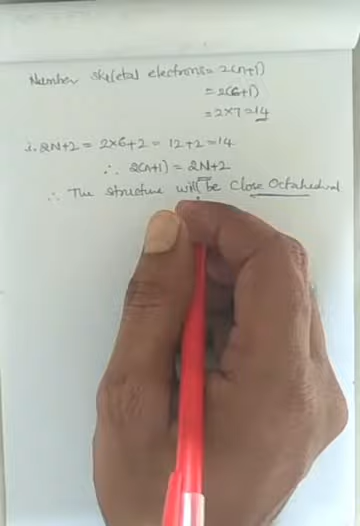 Number skeletal electrons = 2(n+1)
= 2(6+1)
= 2×7 = 14
i. 2N+2 = 2×6+2 = 12+2 = 14
∴ 2(n+1) = 2N+2
∴ The structure will be Close Octahedral